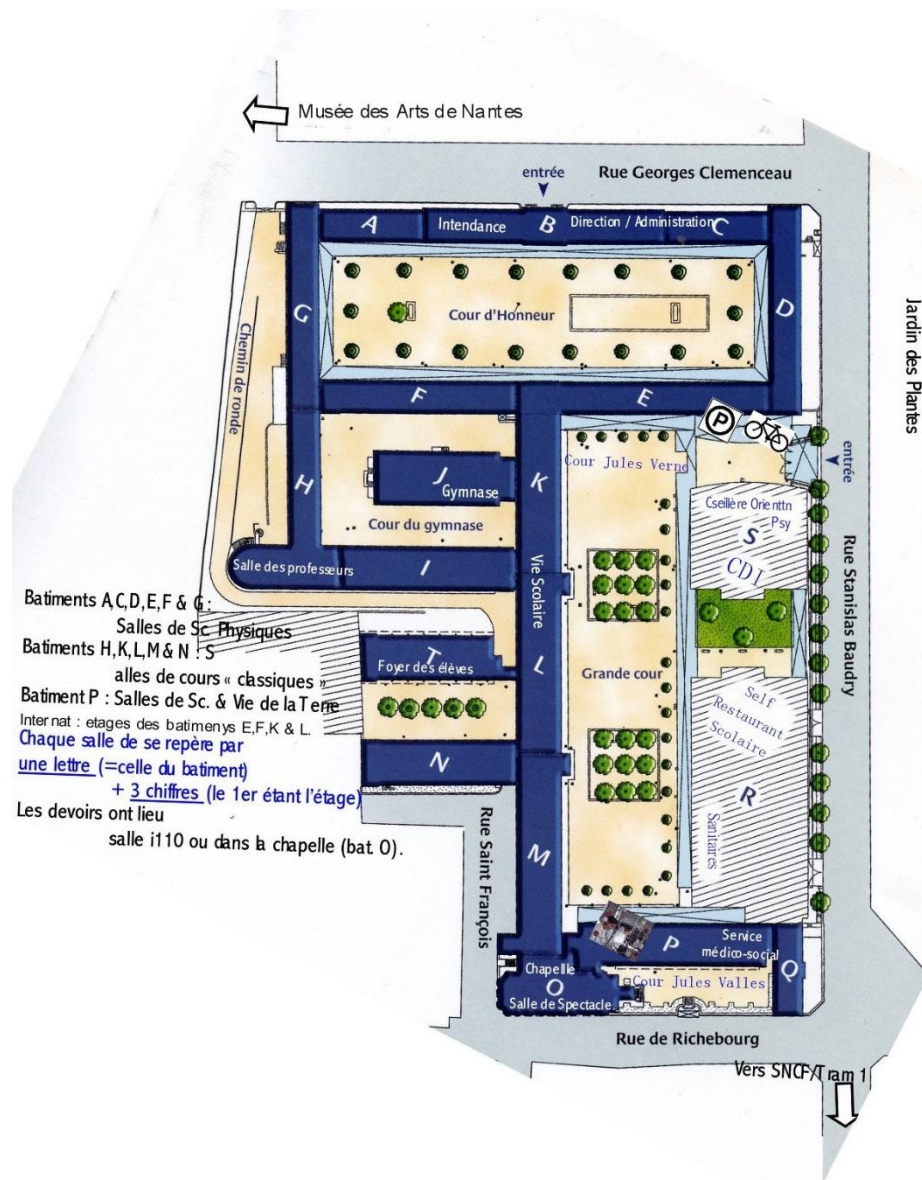 Musée des Arts de Nantes
Rue Georges Clemenceau
entrée
A
Intendance
B
Direction / Administration
C
G
Cour d'Honneur
D
Jardin des Plantes
Chemin de ronde
F
E
P
entrée
Cour Jules Verne
J
Gymnase
K
H
Cour du gymnase
Cseillère Orienttn
Psy
S
CDI
Rue Stanislas Baudry
Salle des professeurs
I
Vie Scolaire
Batiments A,C,D,E,F & G :
Salles de Sc. Physiques
Batiments H,K,L,M & N : S
alles de cours « classiques »
Batiment P : Salles de Sc. & Vie de la Terre
Internat : etages des batimenys E,F,K & L.
Chaque salle de se repère par
une lettre (=celle du batiment)
+ 3 chiffres (le 1er étant l'étage)
Les devoirs ont lieu
salle i110 ou dans la chapelle (bat. O).
T
Foyer des élèves
L
Grande cour
Self
Restaurant
Scolaire
R
Sanitaires
N
M
Rue Saint François
P
Service
médico-social
Q
Chapelle
O
Salle de Spectacle.
Cour Jules Valles
Rue de Richebourg
Vers SNCF/Tram 1